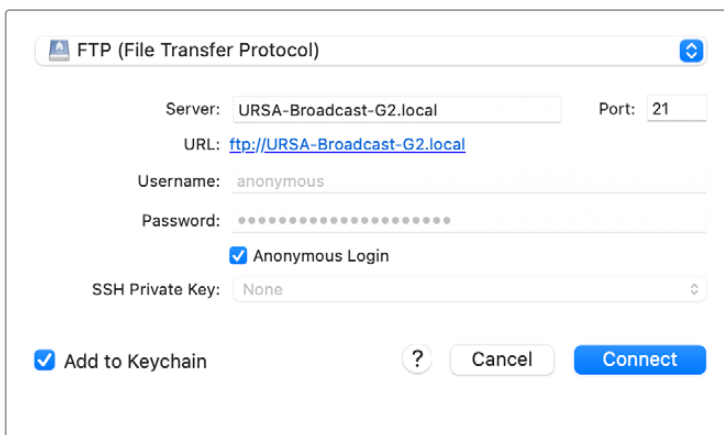 FTP (File Transfer Protocol)
Server: URSA-Broadcast-G2.local Port: 21
URL: ftp://URSA-Broadcast-G2.local
Username: anonymous
Password: ●●●●●●●●●●●●●●●●●●●●●
Anonymous Login
SSH Private Key: None
Add to Keychain ? Cancel Connect